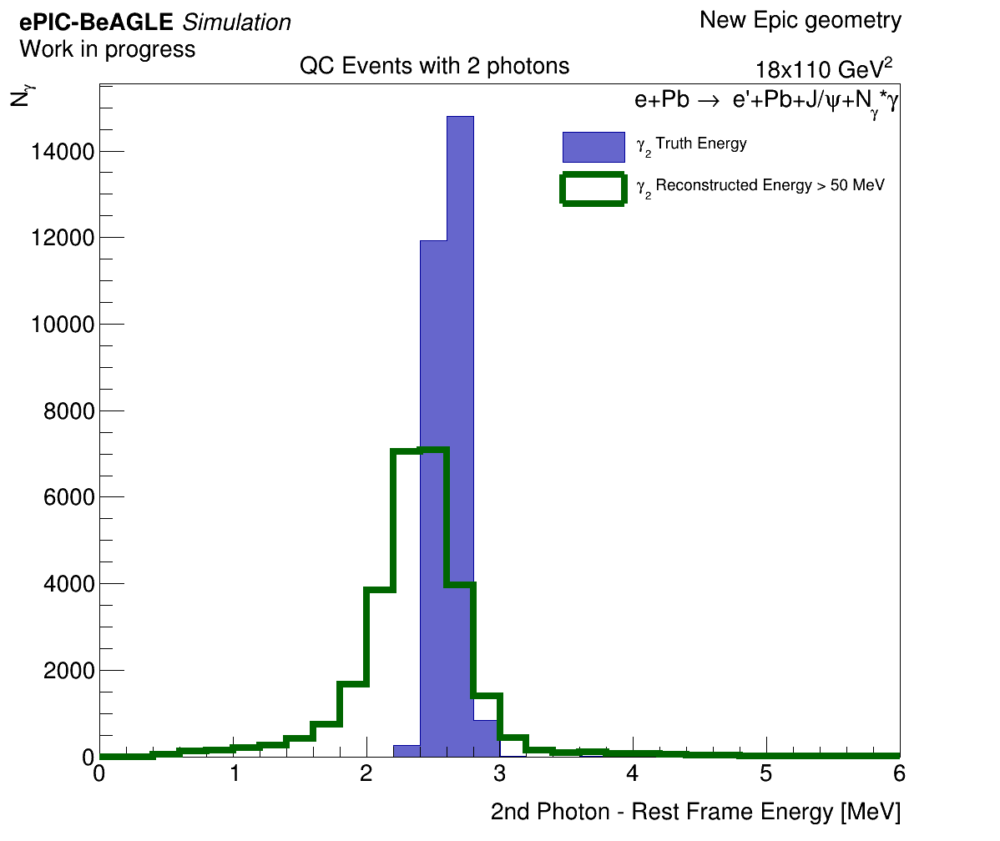 ePIC-BeAGLE Simulation
New Epic geometry
Work in progress
QC Events with 2 photons
18x110 GeV²
Nγ
e+Pb → e'+Pb+J/ψ+Nγ*γ
γ₂ Truth Energy
γ₂ Reconstructed Energy > 50 MeV
14000
12000
10000
8000
6000
4000
2000
0
0 1 2 3 4 5 6
2nd Photon - Rest Frame Energy [MeV]